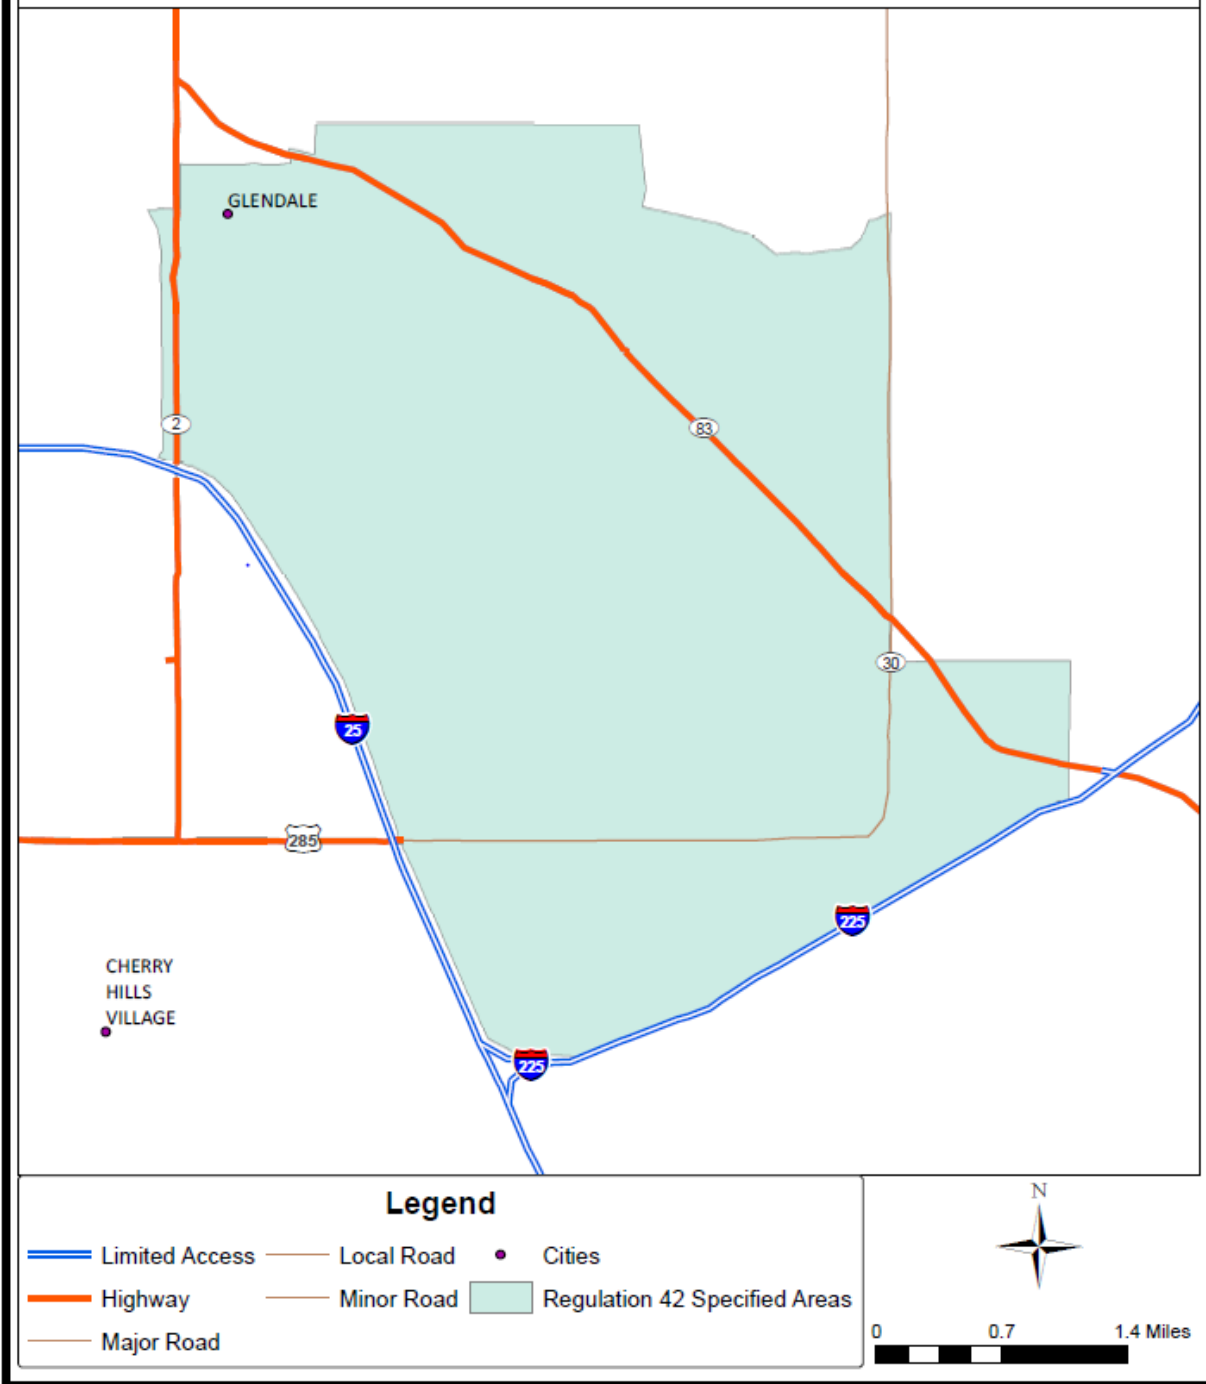 GLENDALE
2
83
30
25
285
225
CHERRY
HILLS
VILLAGE
225
Legend
Limited Access
Local Road
Cities
Highway
Minor Road
Regulation 42 Specified Areas
Major Road
N
0 0.7 1.4 Miles